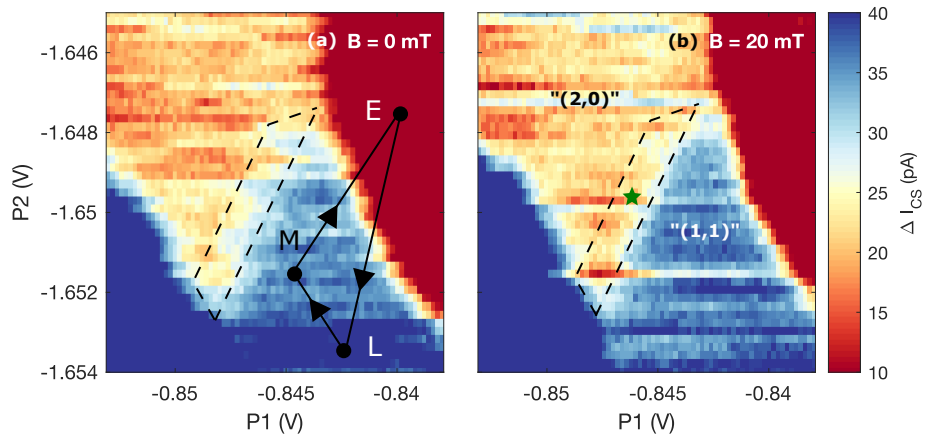 (a) B = 0 mT
(b) B = 20 mT
-1.646
-1.648
-1.65
-1.652
-1.654
P2 (V)
E
M
L
"(2,0)"
"(1,1)"
-0.85
-0.845
-0.84
P1 (V)
-0.85
-0.845
-0.84
P1 (V)
40
35
30
25
20
15
10
Δ I_CS (pA)